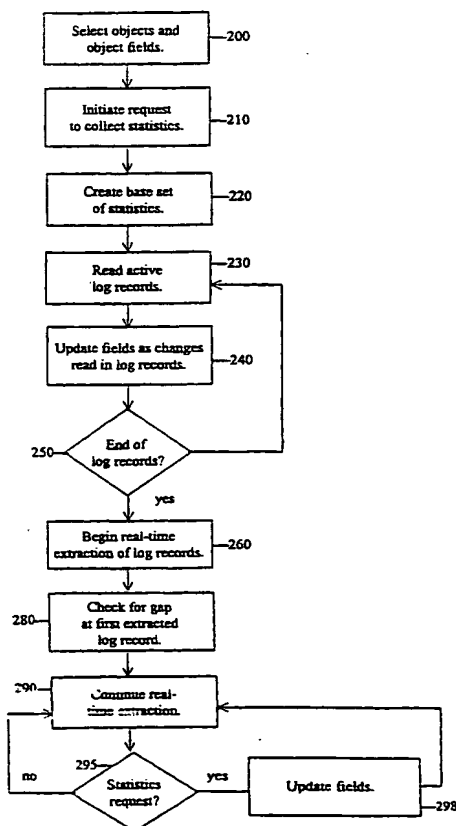 Select objects and
object fields.
200
Initiate request
to collect statistics.
210
Create base set
of statistics.
220
Read active
log records.
230
Update fields as changes
read in log records.
240
End of
log records?
250
yes
Begin real-time
extraction of log records.
260
Check for gap
at first extracted
log record.
280
290
Continue real-
time extraction.
295
no
Statistics
request?
yes
Update fields.
298